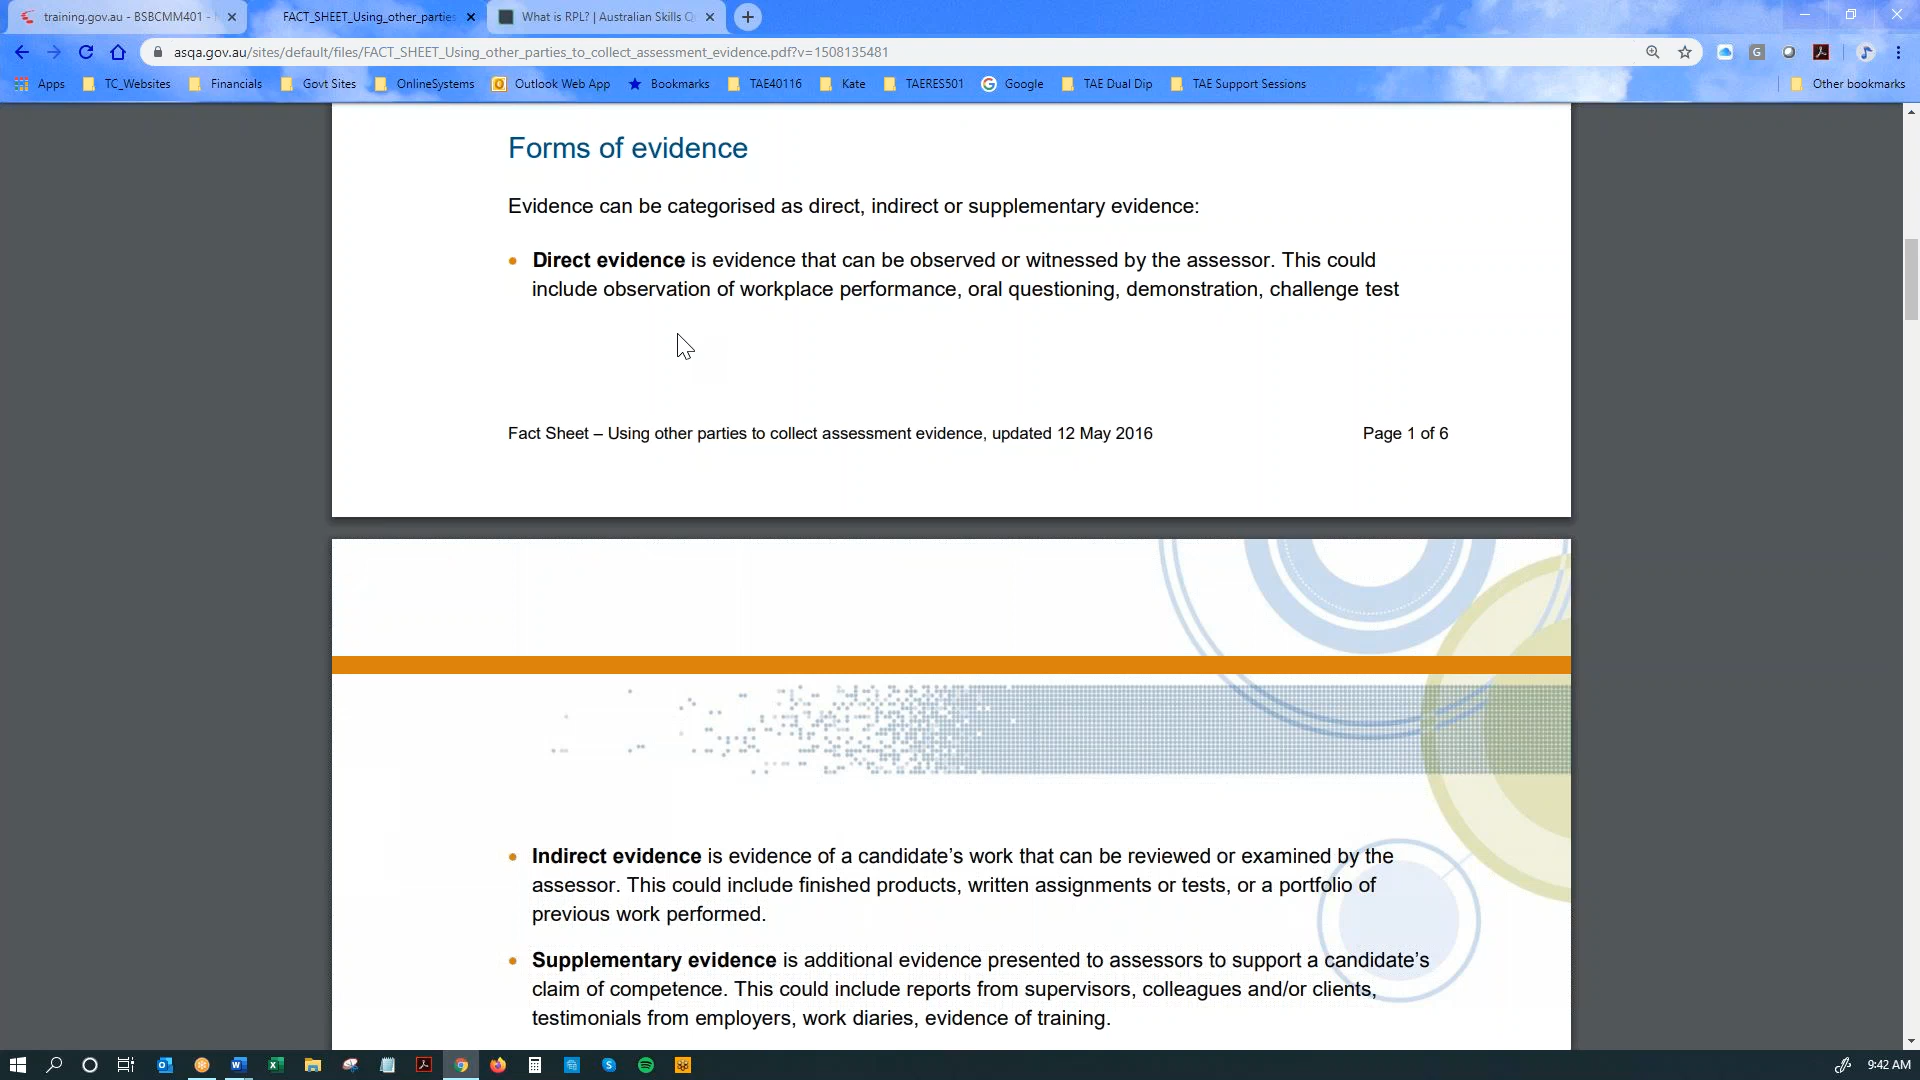 training.gov.au - BSBCMM401 -
FACT_SHEET_Using_other_parties
What is RPL? | Australian Skills Q
asqa.gov.au/sites/default/files/FACT_SHEET_Using_other_parties_to_collect_assessment_evidence.pdf?v=1508135481
Apps TC_Websites Financials Govt Sites OnlineSystems Outlook Web App Bookmarks TAE40116 Kate TAERES501 Google TAE Dual Dip TAE Support Sessions Other bookmarks
Forms of evidence
Evidence can be categorised as direct, indirect or supplementary evidence:
• Direct evidence is evidence that can be observed or witnessed by the assessor. This could
include observation of workplace performance, oral questioning, demonstration, challenge test
Fact Sheet – Using other parties to collect assessment evidence, updated 12 May 2016 Page 1 of 6
• Indirect evidence is evidence of a candidate’s work that can be reviewed or examined by the
assessor. This could include finished products, written assignments or tests, or a portfolio of
previous work performed.
• Supplementary evidence is additional evidence presented to assessors to support a candidate’s
claim of competence. This could include reports from supervisors, colleagues and/or clients,
testimonials from employers, work diaries, evidence of training.
9:42 AM